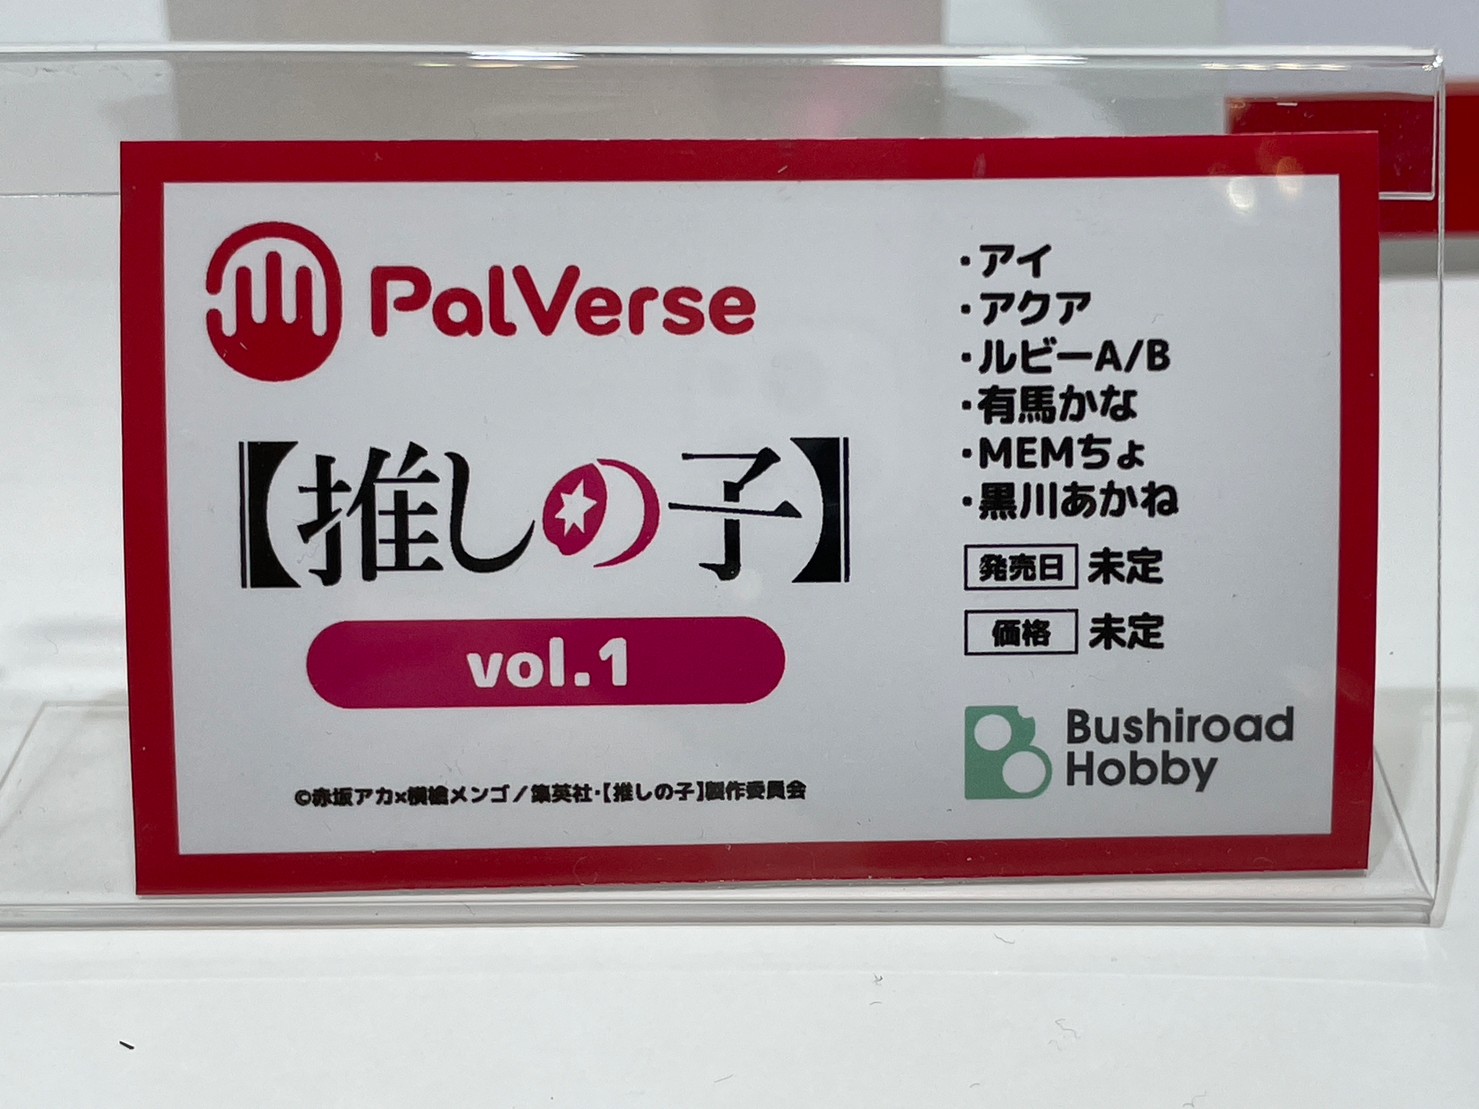 PalVerse
【推しの子】
vol.1
©赤坂アカ×横槍メンゴ/集英社・【推しの子】製作委員会
・アイ
・アクア
・ルビーA/B
・有馬かな
・MEMちょ
・黒川あかね
発売日 未定
価格 未定
Bushiroad
Hobby